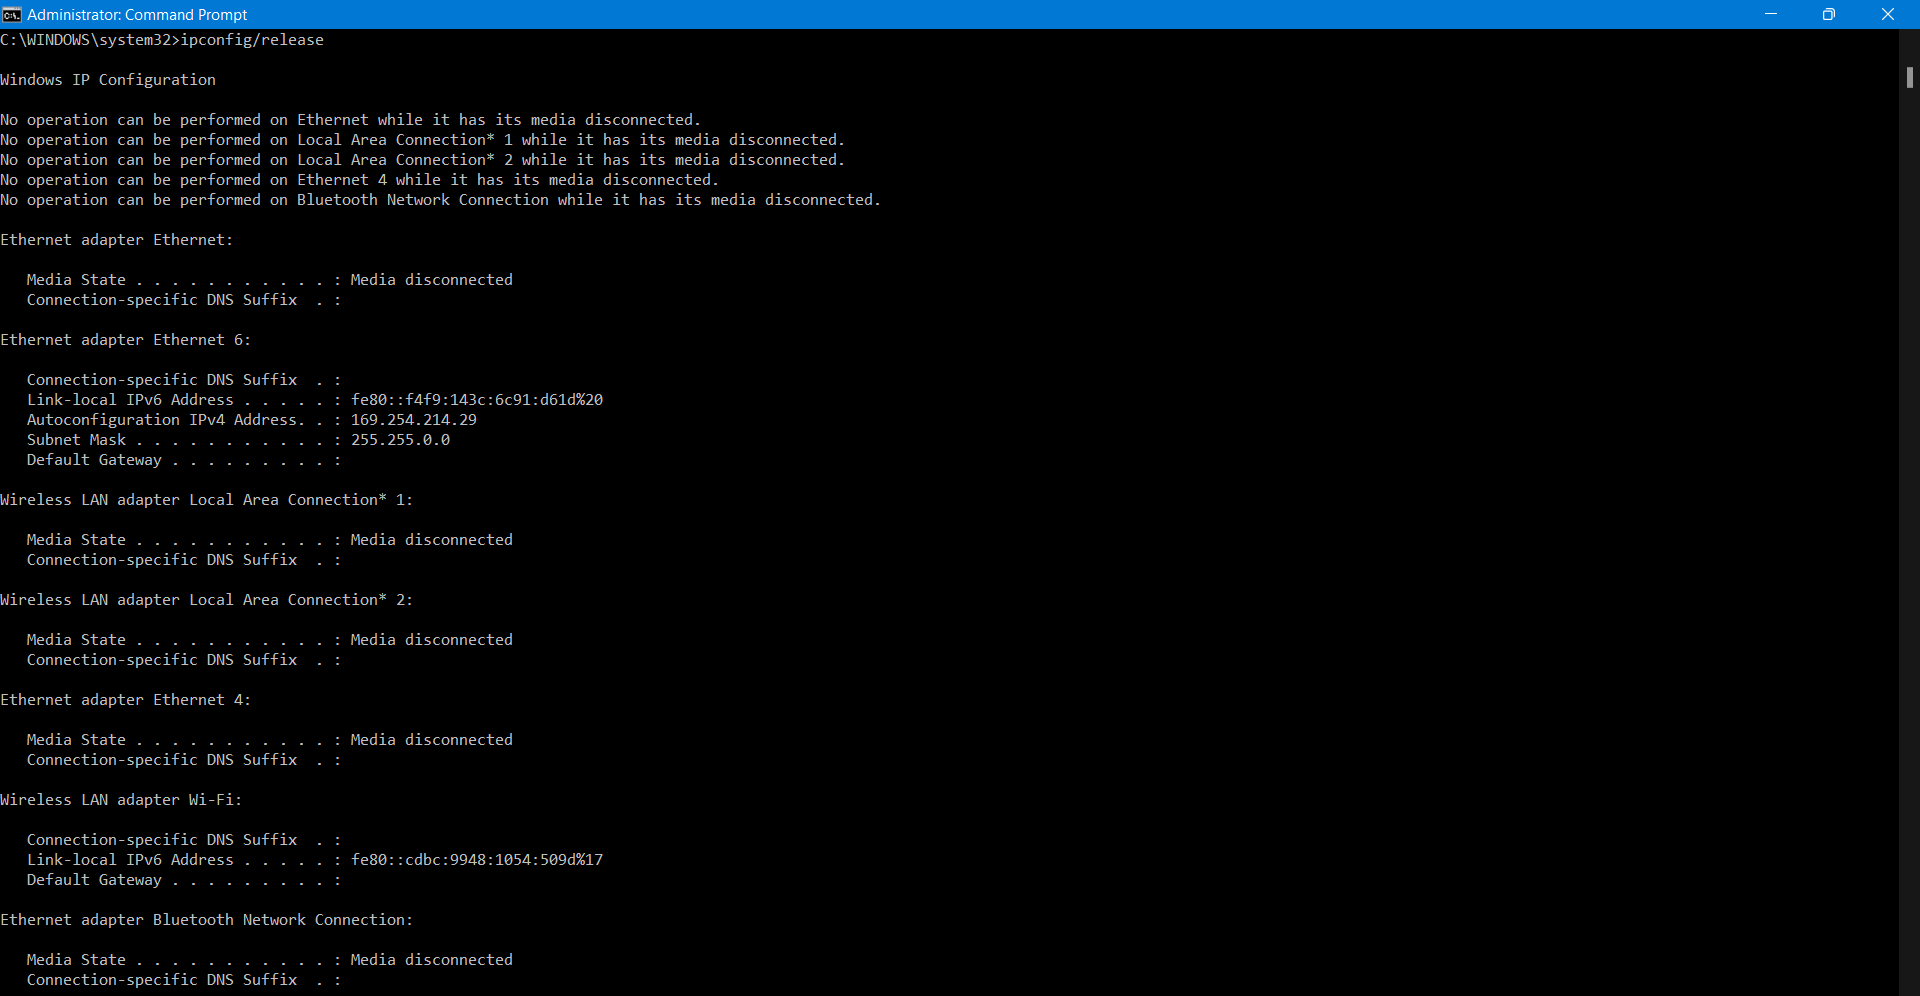 Administrator: Command Prompt
C:\WINDOWS\system32>ipconfig/release
Windows IP Configuration
No operation can be performed on Ethernet while it has its media disconnected.
No operation can be performed on Local Area Connection* 1 while it has its media disconnected.
No operation can be performed on Local Area Connection* 2 while it has its media disconnected.
No operation can be performed on Ethernet 4 while it has its media disconnected.
No operation can be performed on Bluetooth Network Connection while it has its media disconnected.
Ethernet adapter Ethernet:
Media State . . . . . . . . . . . : Media disconnected
Connection-specific DNS Suffix  . :
Ethernet adapter Ethernet 6:
Connection-specific DNS Suffix  . :
Link-local IPv6 Address . . . . . : fe80::f4f9:143c:6c91:d61d%20
Autoconfiguration IPv4 Address. . : 169.254.214.29
Subnet Mask . . . . . . . . . . . : 255.255.0.0
Default Gateway . . . . . . . . . :
Wireless LAN adapter Local Area Connection* 1:
Media State . . . . . . . . . . . : Media disconnected
Connection-specific DNS Suffix  . :
Wireless LAN adapter Local Area Connection* 2:
Media State . . . . . . . . . . . : Media disconnected
Connection-specific DNS Suffix  . :
Ethernet adapter Ethernet 4:
Media State . . . . . . . . . . . : Media disconnected
Connection-specific DNS Suffix  . :
Wireless LAN adapter Wi-Fi:
Connection-specific DNS Suffix  . :
Link-local IPv6 Address . . . . . : fe80::cdbc:9948:1054:509d%17
Default Gateway . . . . . . . . . :
Ethernet adapter Bluetooth Network Connection:
Media State . . . . . . . . . . . : Media disconnected
Connection-specific DNS Suffix  . :